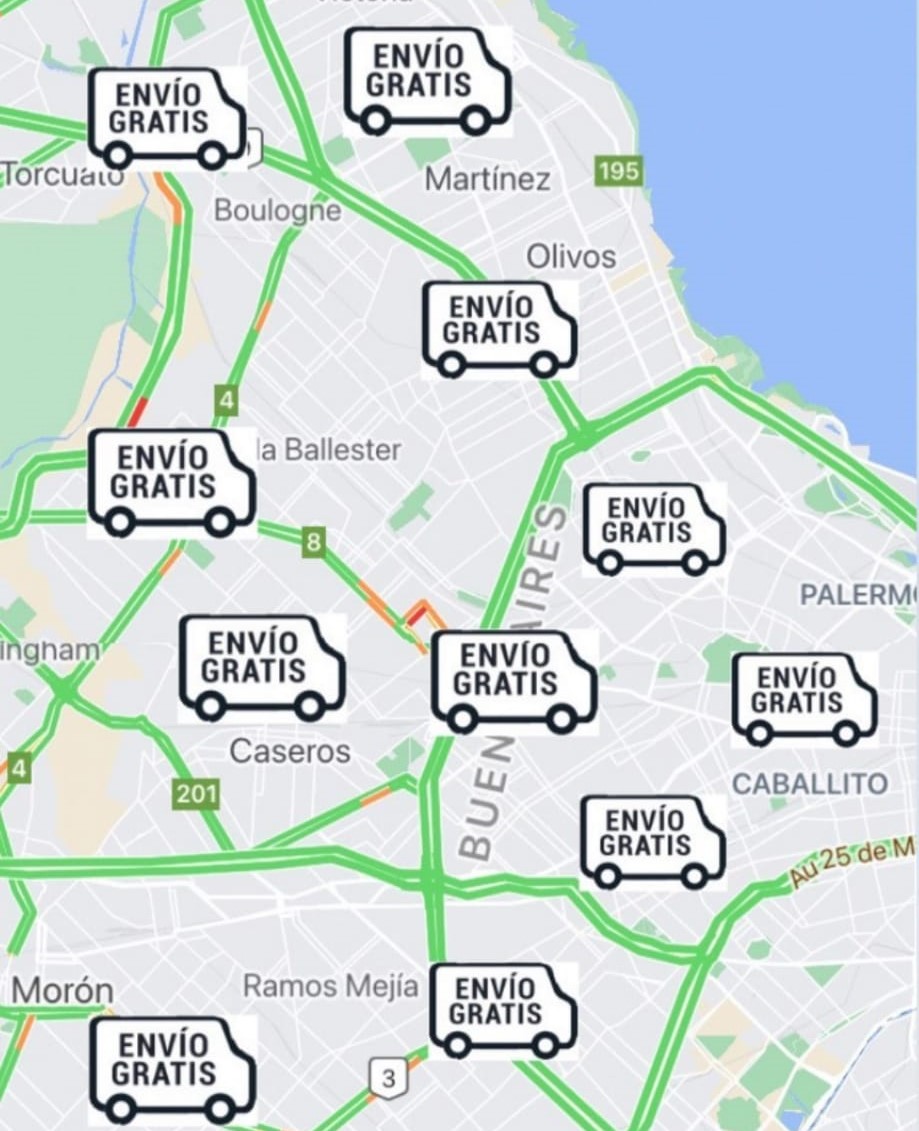 ENVÍO
GRATIS
ENVÍO
GRATIS
Torcuato
Martínez
195
Boulogne
Olivos
ENVÍO
GRATIS
4
la Ballester
ENVÍO
GRATIS
8
ENVÍO
GRATIS
PALERMO
ingham
ENVÍO
GRATIS
ENVÍO
GRATIS
ENVÍO
GRATIS
BUENOS AIRES
Caseros
4
201
CABALLITO
ENVÍO
GRATIS
Au 25 de M
Morón
Ramos Mejía
ENVÍO
GRATIS
ENVÍO
GRATIS
3